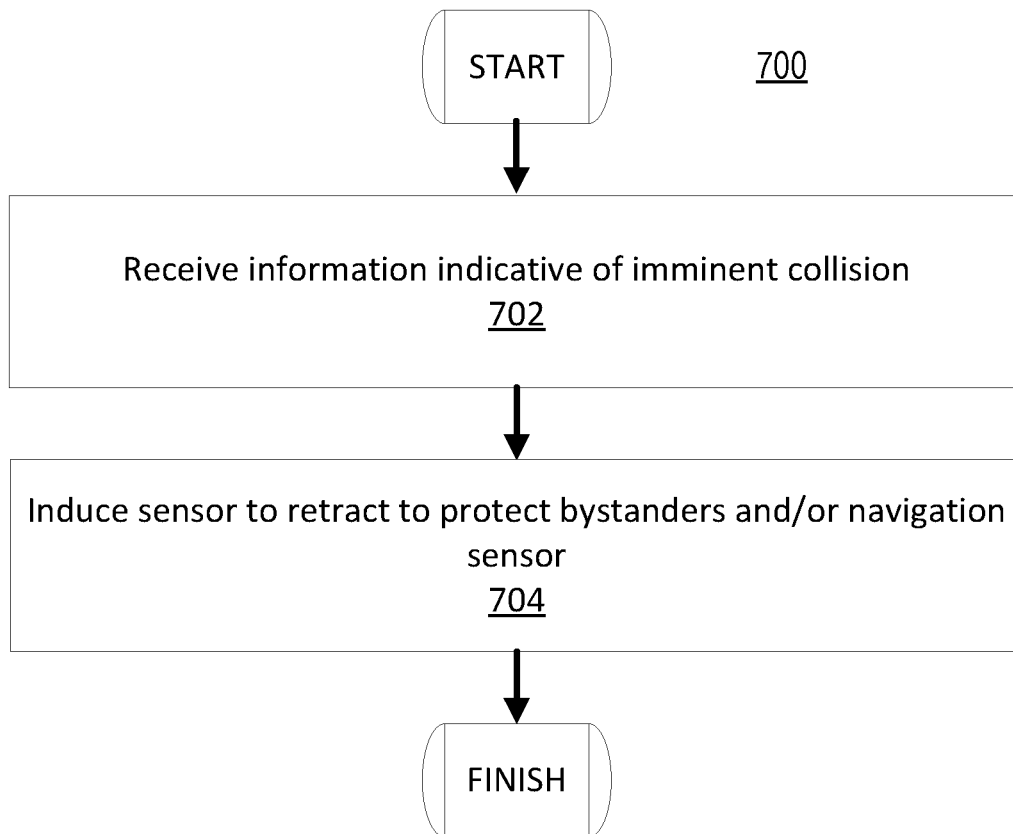 START
700
Receive information indicative of imminent collision
702
Induce sensor to retract to protect bystanders and/or navigation
sensor
704
FINISH